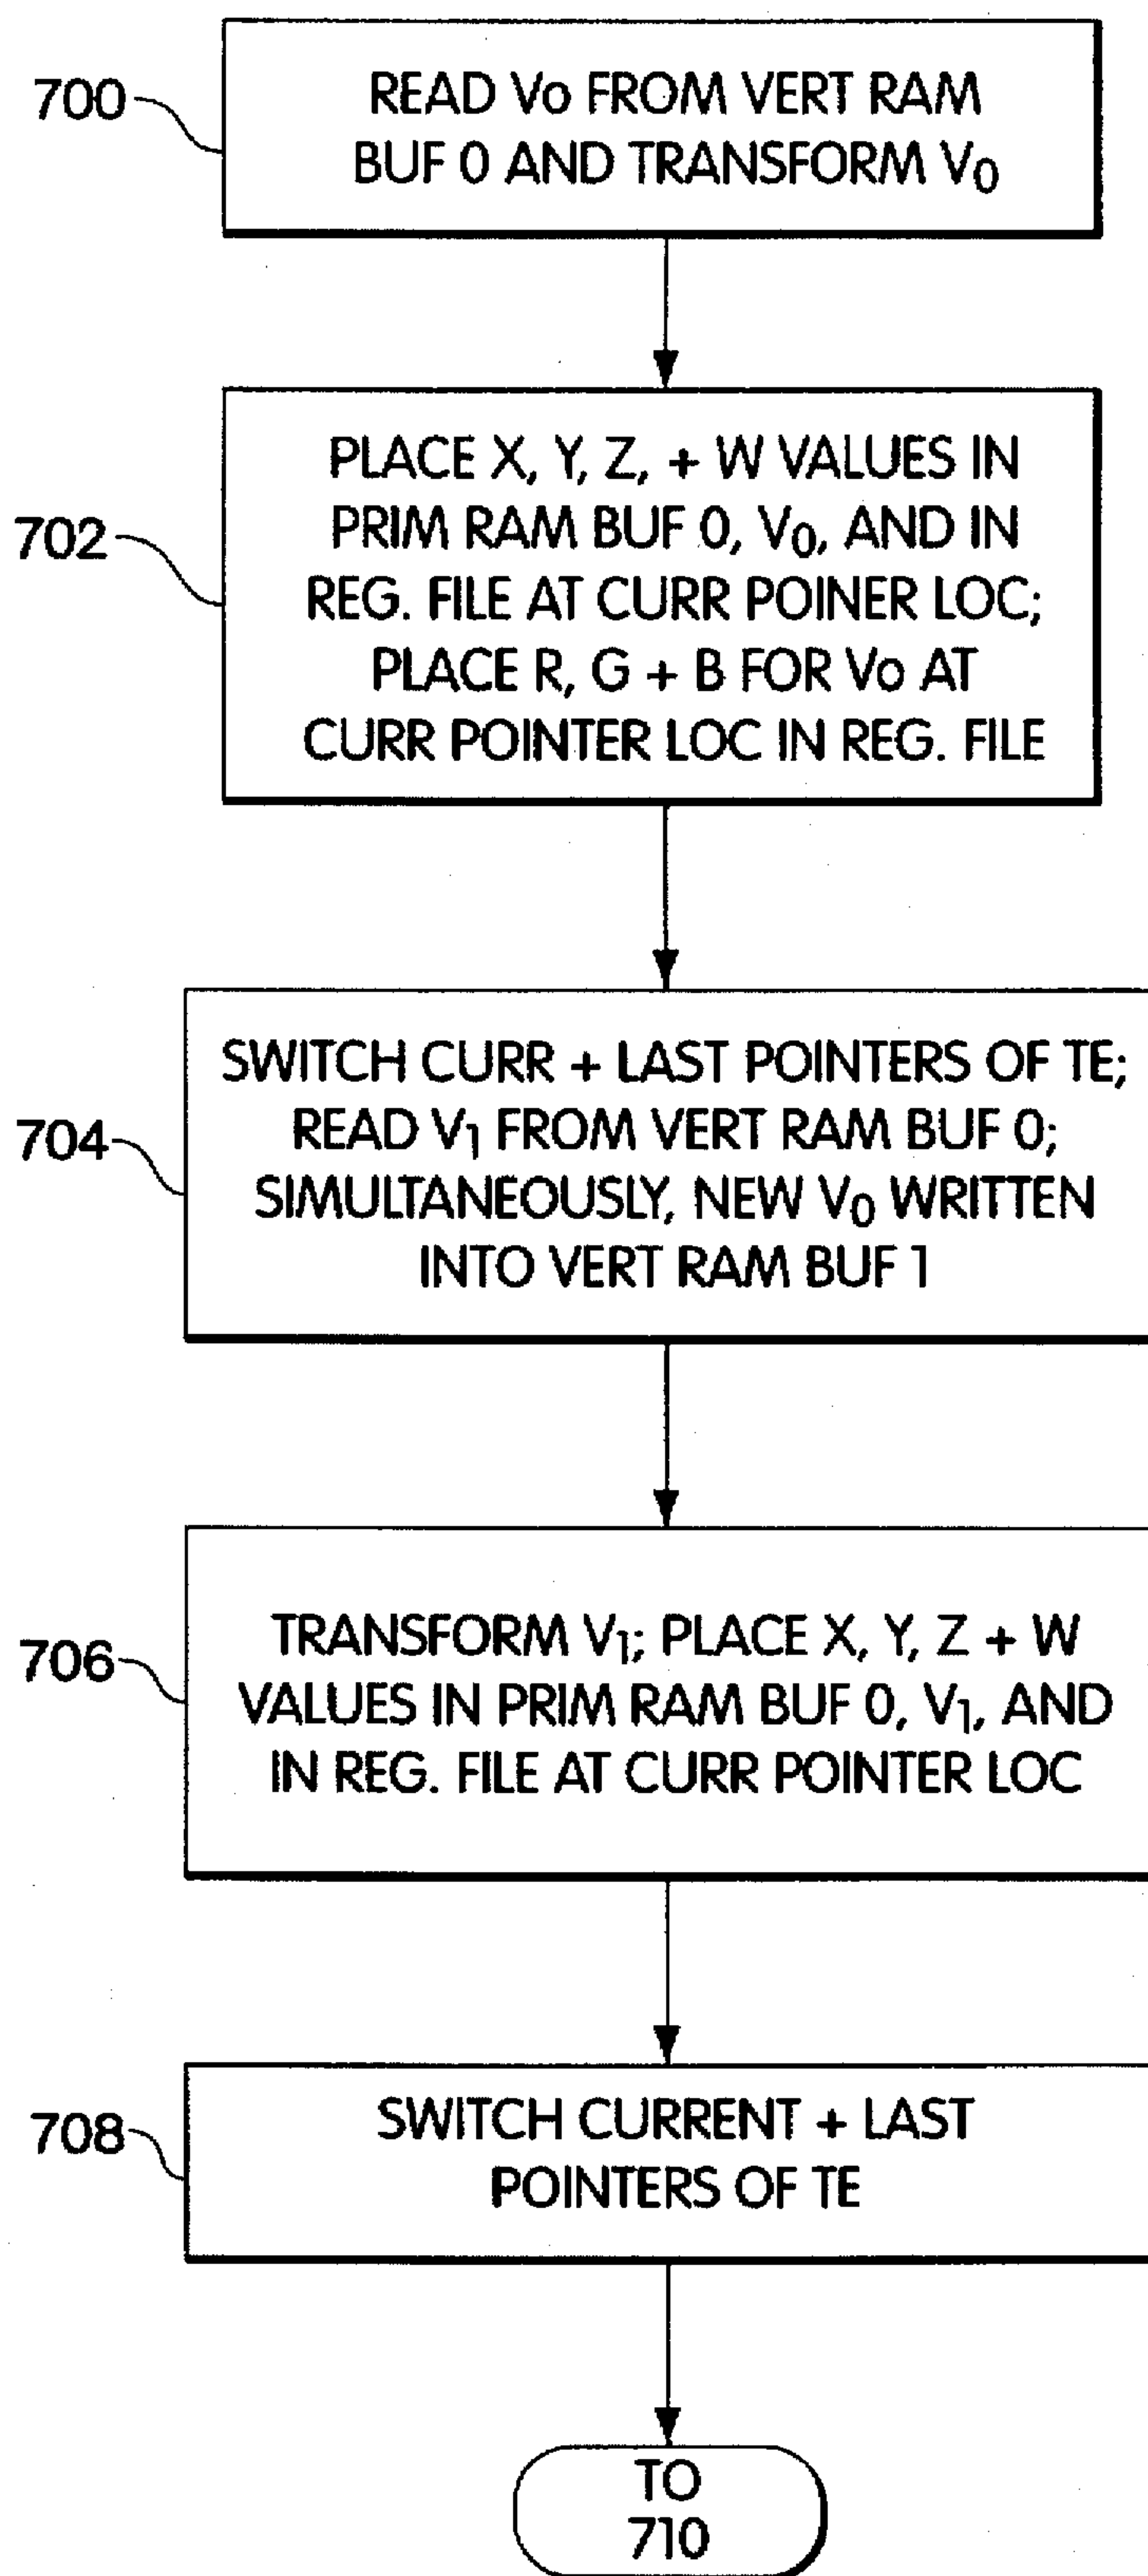 700
READ Vo FROM VERT RAM
BUF 0 AND TRANSFORM V₀
702
PLACE X, Y, Z, + W VALUES IN
PRIM RAM BUF 0, V₀, AND IN
REG. FILE AT CURR POINER LOC;
PLACE R, G + B FOR Vo AT
CURR POINTER LOC IN REG. FILE
704
SWITCH CURR + LAST POINTERS OF TE;
READ V₁ FROM VERT RAM BUF 0;
SIMULTANEOUSLY, NEW V₀ WRITTEN
INTO VERT RAM BUF 1
706
TRANSFORM V₁; PLACE X, Y, Z + W
VALUES IN PRIM RAM BUF 0, V₁, AND
IN REG. FILE AT CURR POINTER LOC
708
SWITCH CURRENT + LAST
POINTERS OF TE
TO
710